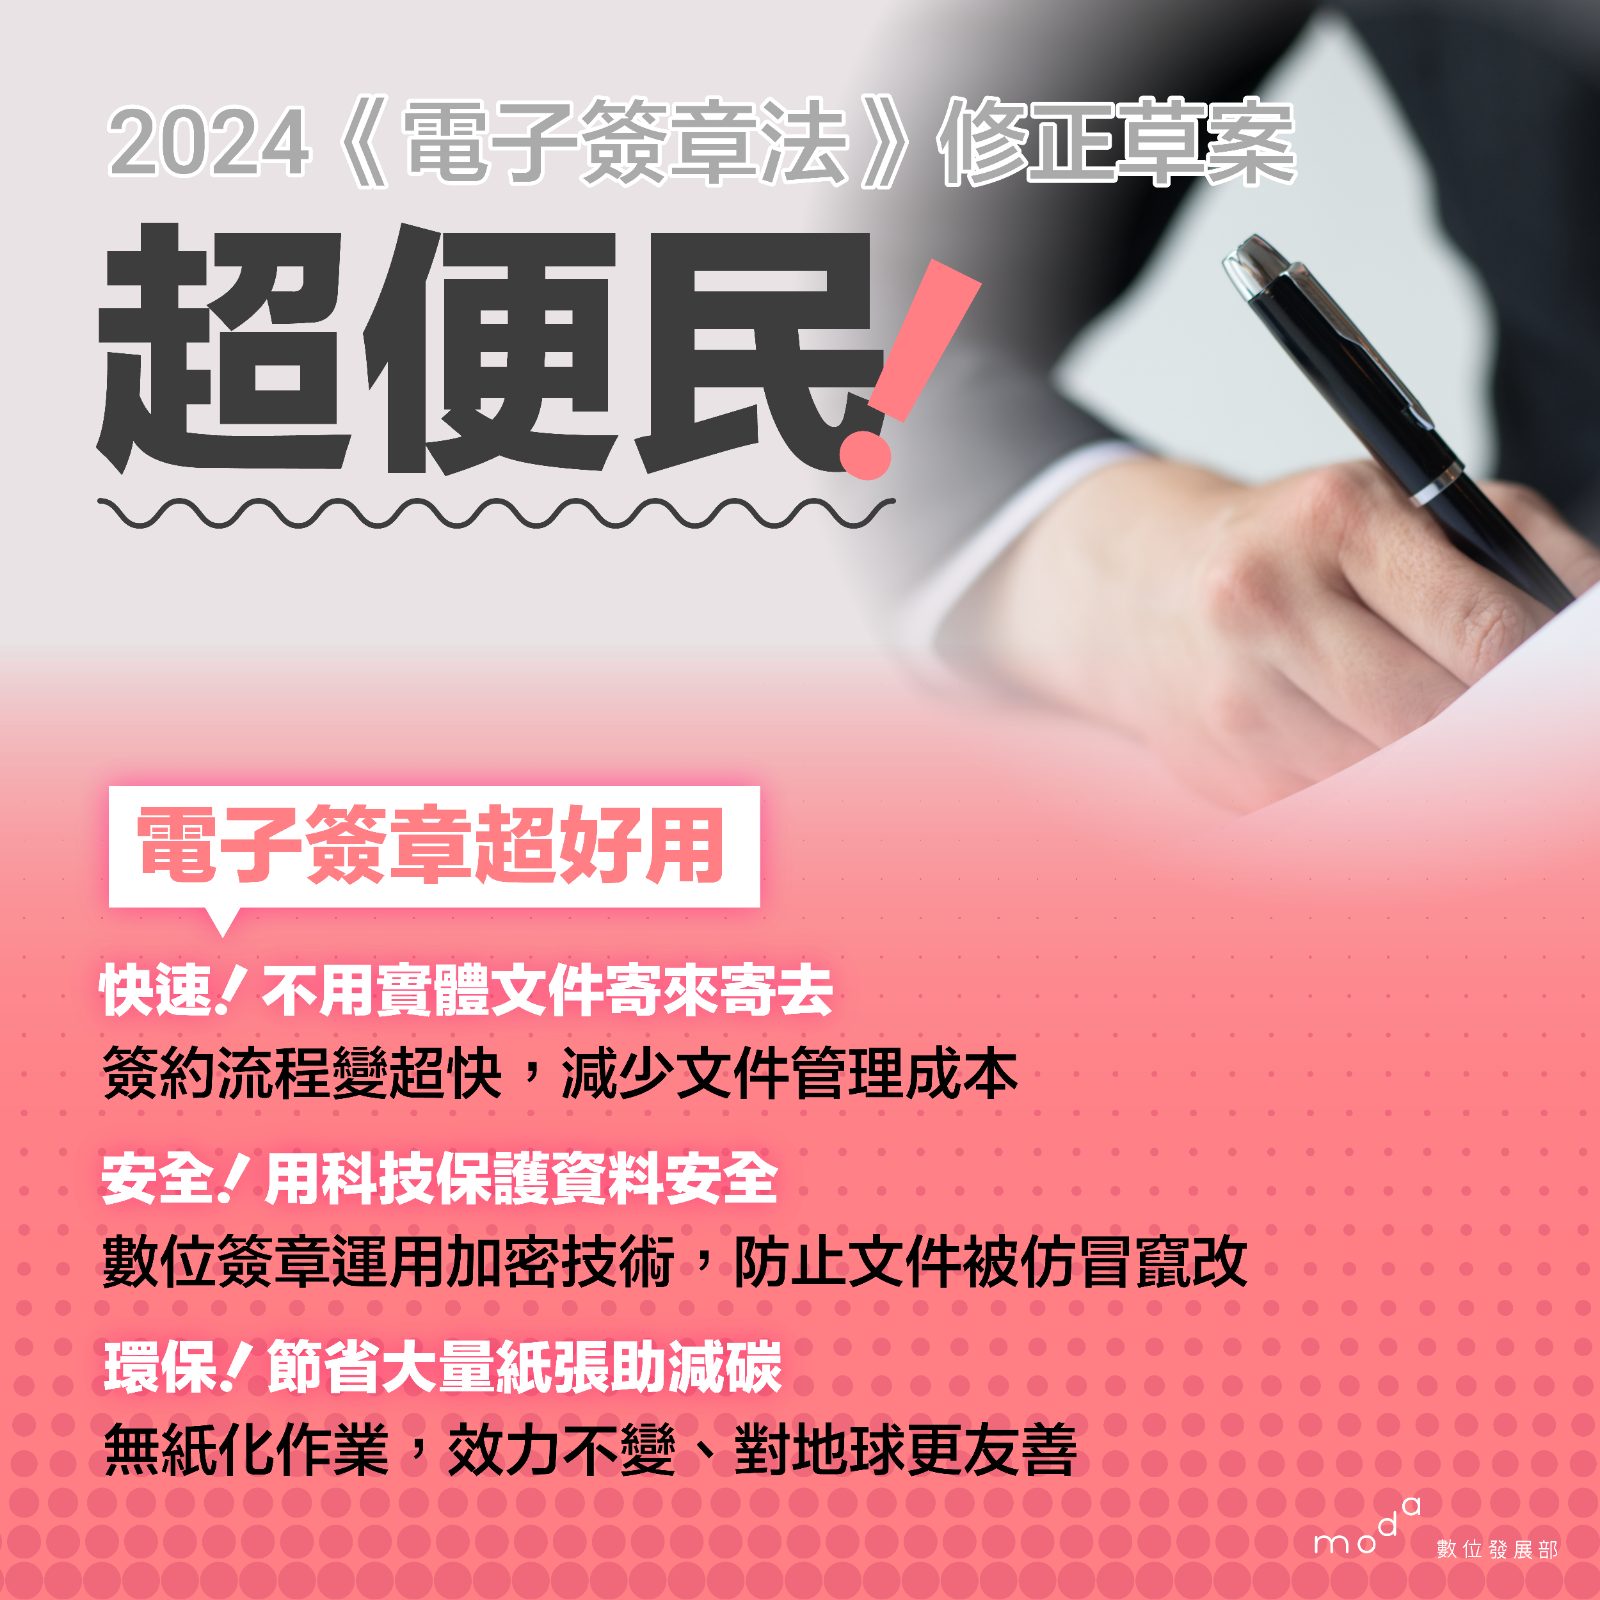 2024《電子簽章法》修正草案
超便民！
電子簽章超好用
快速！不用實體文件寄來寄去
簽約流程變超快，減少文件管理成本
安全！用科技保護資料安全
數位簽章運用加密技術，防止文件被仿冒竄改
環保！節省大量紙張助減碳
無紙化作業，效力不變、對地球更友善
moda 數位發展部